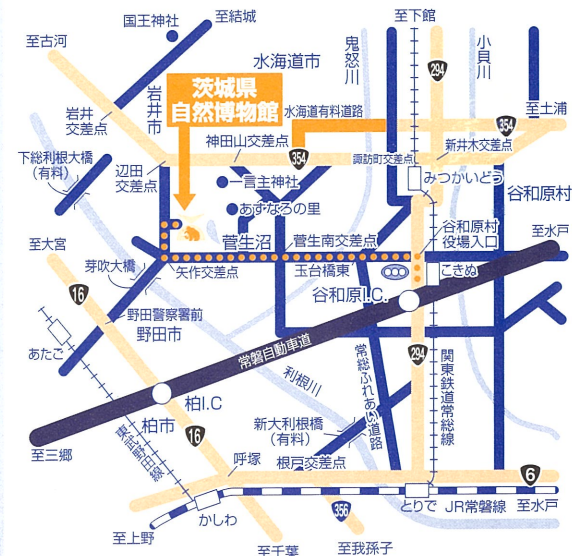 国王神社
至結城
至下館
至古河
水海道市
鬼怒川
小貝川
294
岩井市
茨城県
自然博物館
岩井
交差点
水海道有料道路
至土浦
354
神田山交差点
新井木交差点
下総利根大橋
(有料)
辺田
交差点
354
諏訪町交差点
みつかいどう
一言主神社
谷和原村
あすなろの里
至大宮
菅生沼
菅生南交差点
谷和原村
役場入口
至水戸
芽吹大橋
矢作交差点
玉台橋東
こきぬ
16
谷和原I.C.
野田警察署前
野田市
あたご
常磐自動車道
294
利根川
常総ふれあい道路
関東鉄道常総線
柏I.C
柏市
16
新大利根橋
(有料)
東武野田線
至三郷
呼塚
根戸交差点
6
356
とりで
JR常磐線
至水戸
かしわ
至上野
至千葉
至我孫子